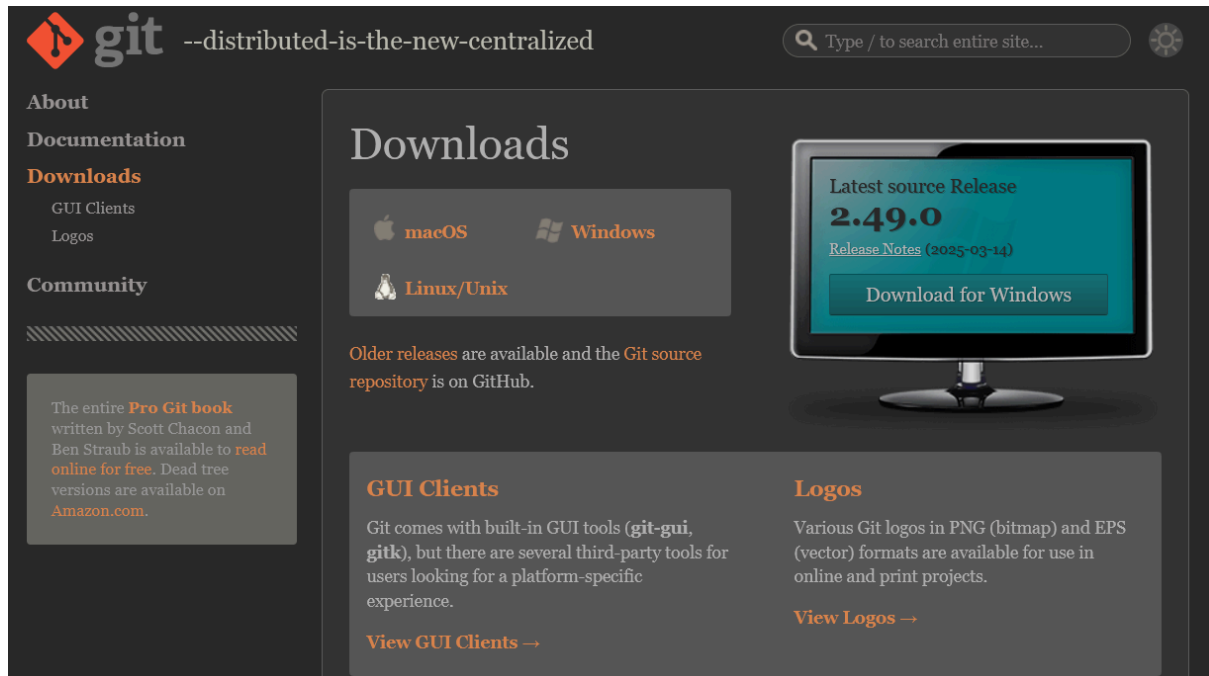 git --distributed-is-the-new-centralized
Type / to search entire site...
About
Documentation
Downloads
GUI Clients
Logos
Community
The entire Pro Git book
written by Scott Chacon and
Ben Straub is available to read
online for free. Dead tree
versions are available on
Amazon.com.
Downloads
macOS
Windows
Linux/Unix
Older releases are available and the Git source
repository is on GitHub.
Latest source Release
2.49.0
Release Notes (2025-03-14)
Download for Windows
GUI Clients
Git comes with built-in GUI tools (git-gui,
gitk), but there are several third-party tools for
users looking for a platform-specific
experience.
View GUI Clients →
Logos
Various Git logos in PNG (bitmap) and EPS
(vector) formats are available for use in
online and print projects.
View Logos →